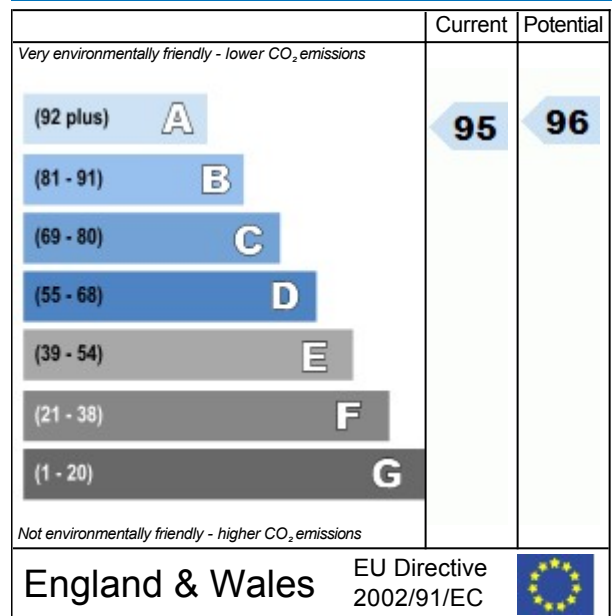 Current Potential
Very environmentally friendly - lower CO₂ emissions
(92 plus) A 95 96
(81 - 91) B
(69 - 80) C
(55 - 68) D
(39 - 54) E
(21 - 38) F
(1 - 20) G
Not environmentally friendly - higher CO₂ emissions
England & Wales
EU Directive
2002/91/EC